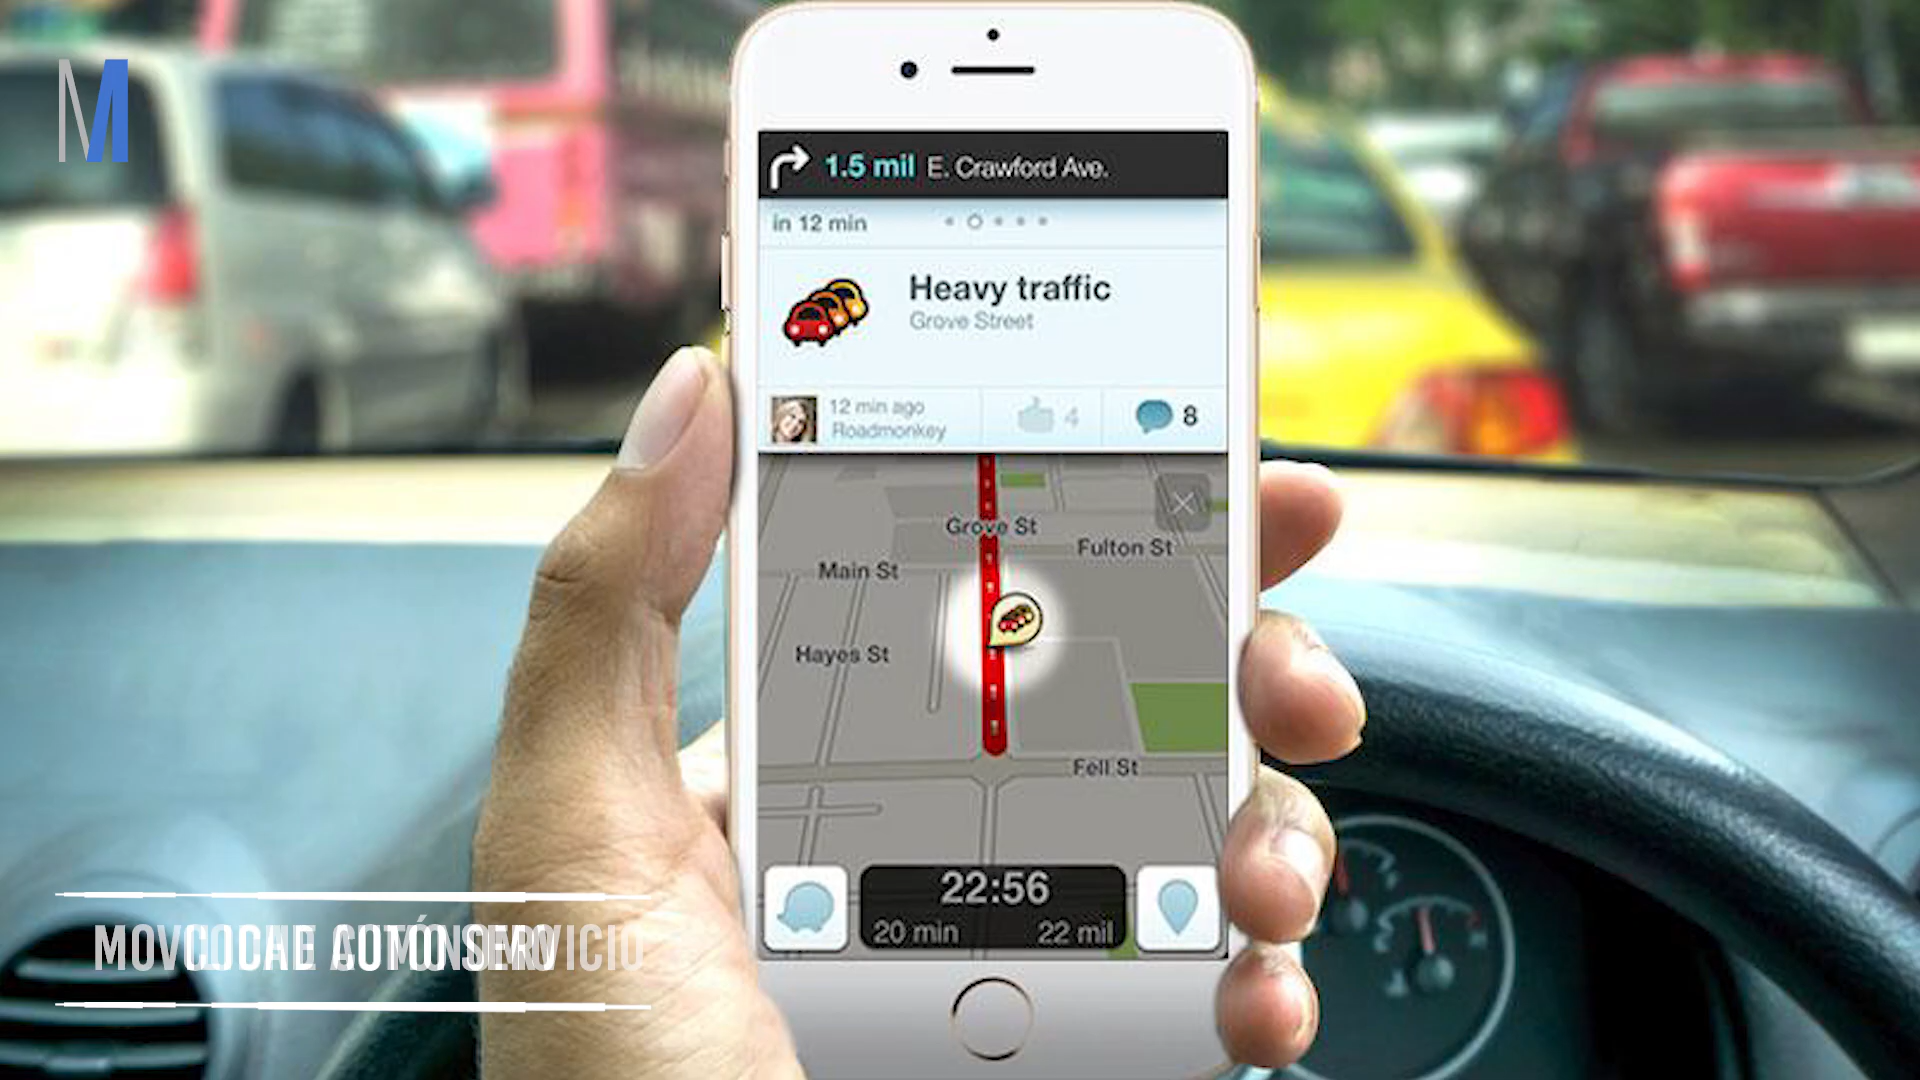 1.5 mil E. Crawford Ave.
in 12 min
Heavy traffic
Grove Street
12 min ago
Roadmonkey
4
8
Grove St
Fulton St
Main St
Hayes St
Fell St
22:56
20 min
22 mil